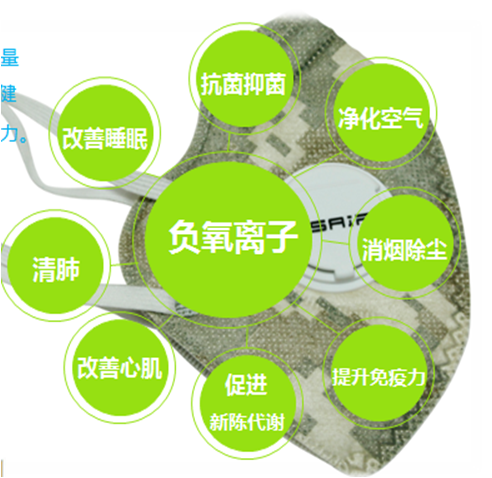 量
健
力。
抗菌抑菌
净化空气
改善睡眠
负氧离子
消烟除尘
清肺
改善心肌
促进
新陈代谢
提升免疫力